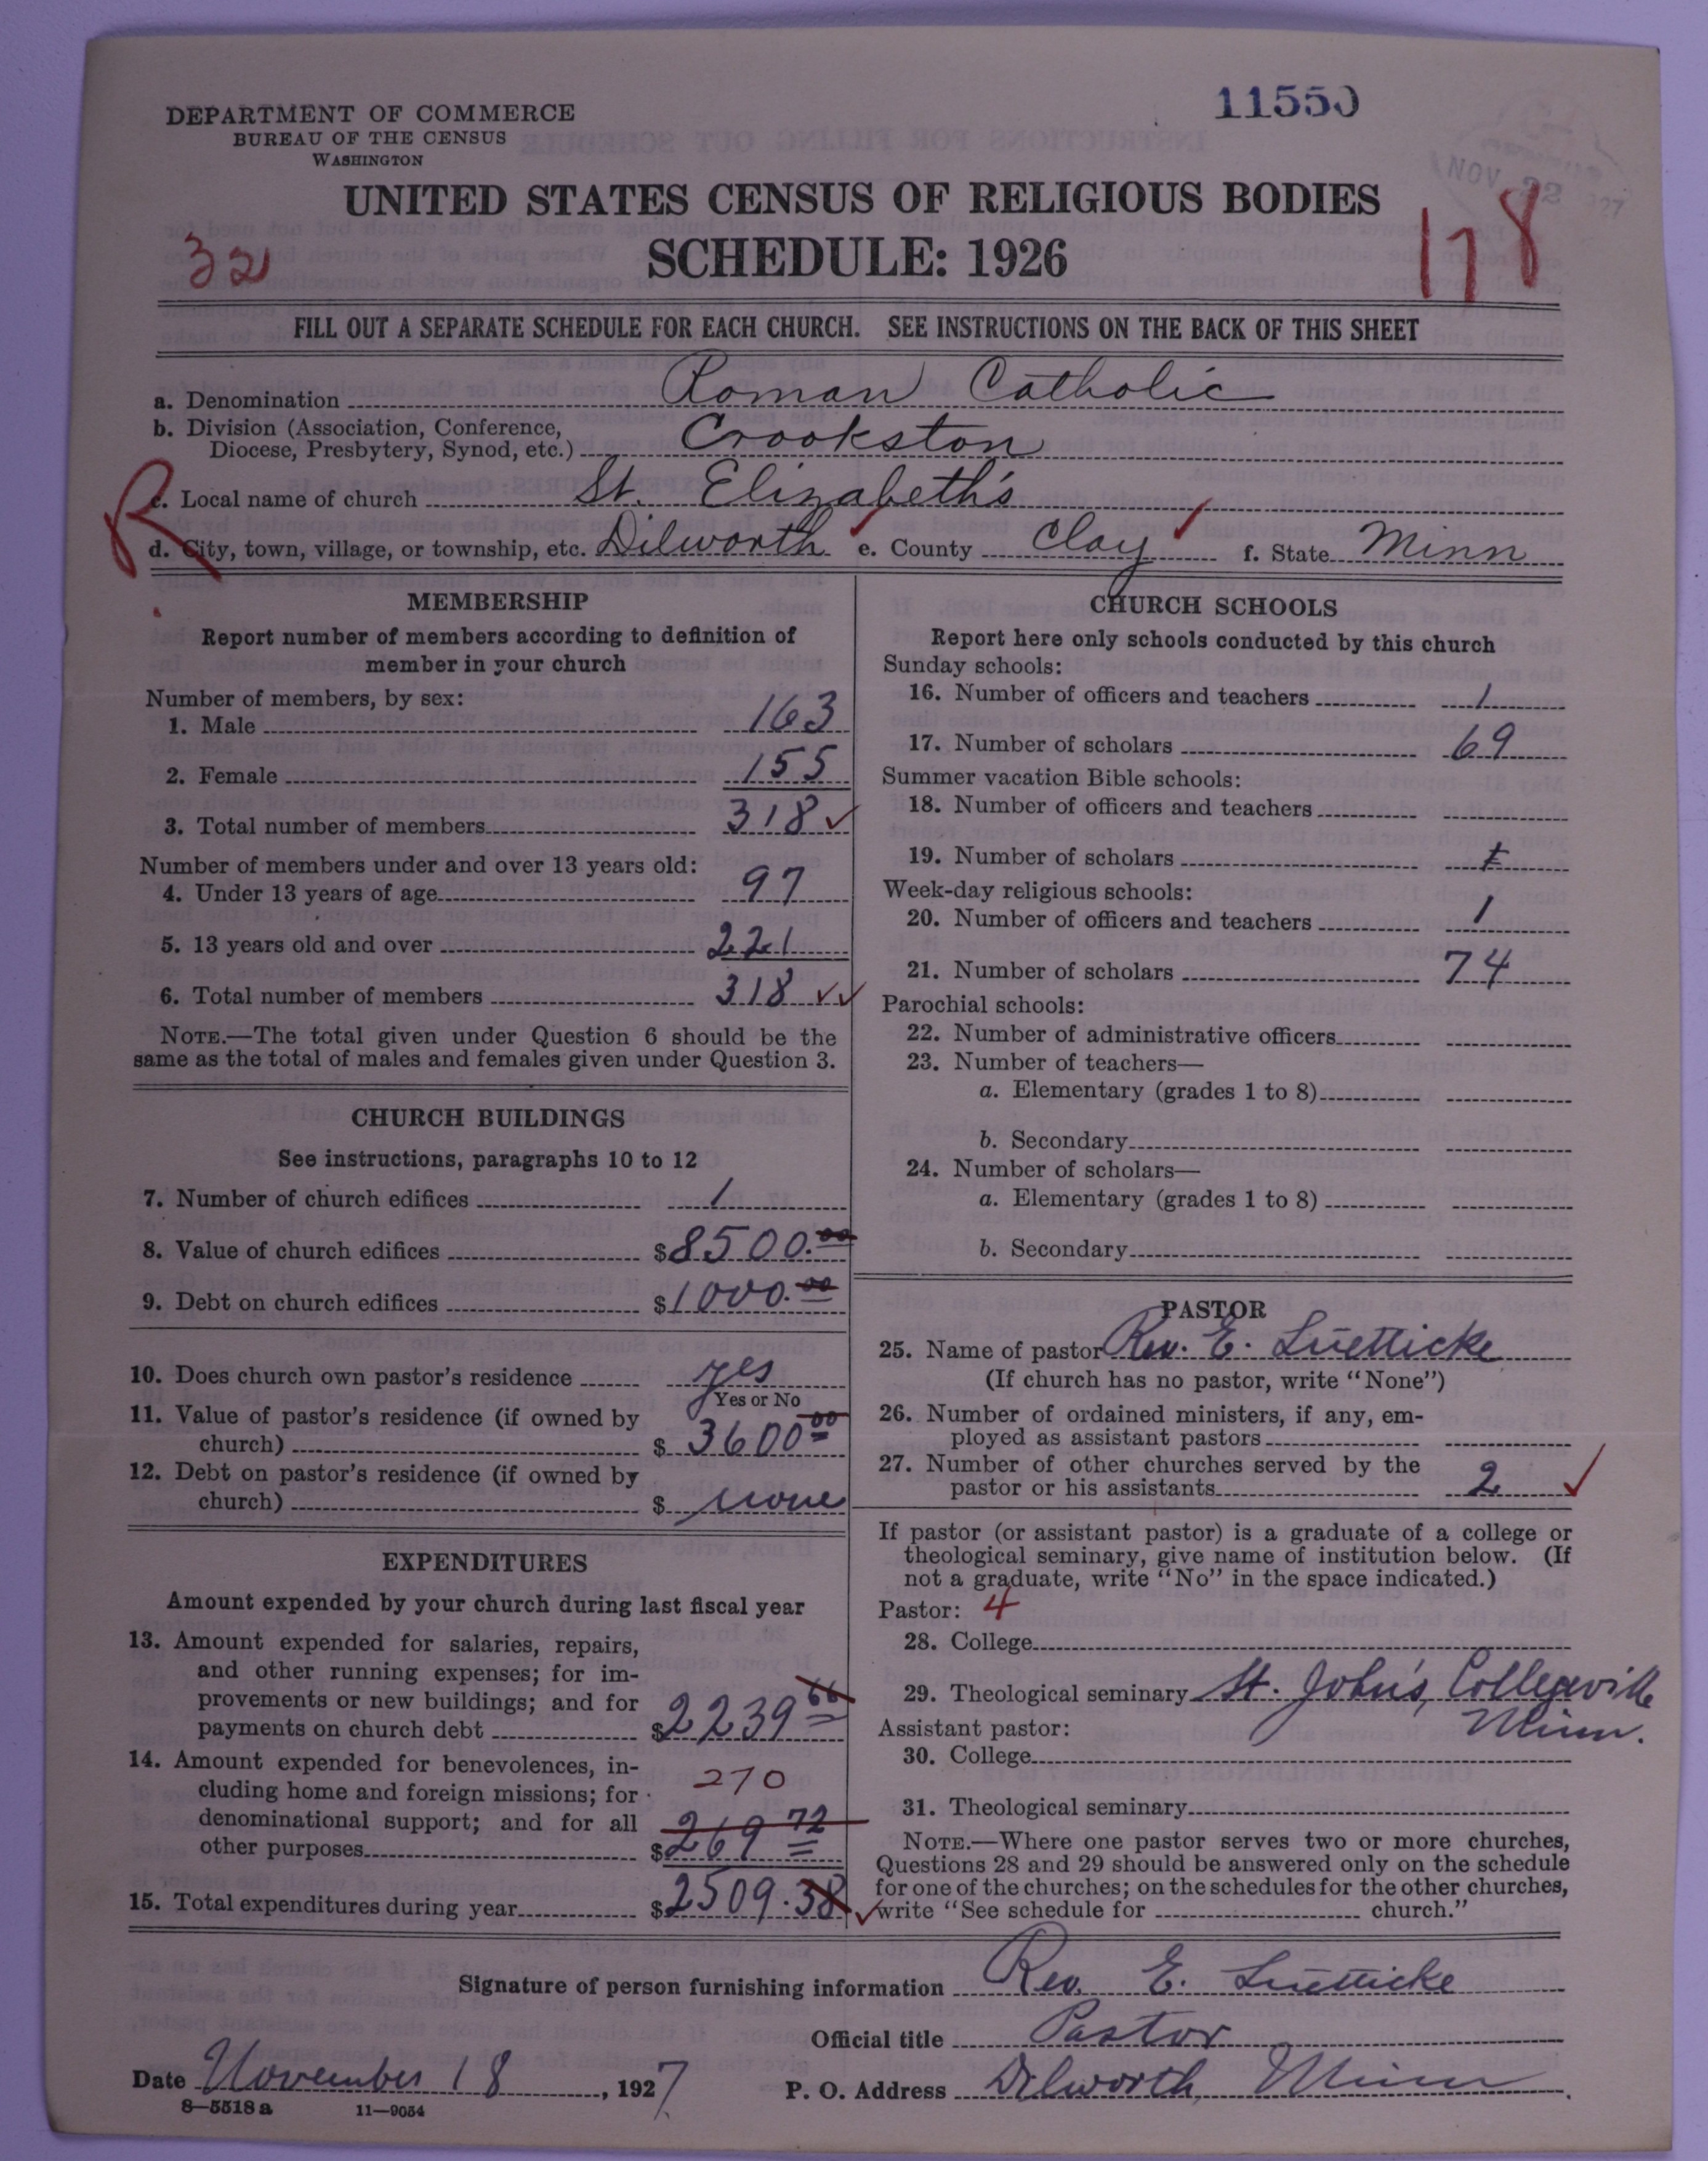 11550
DEPARTMENT OF COMMERCE
BUREAU OF THE CENSUS
WASHINGTON
NOV 22
UNITED STATES CENSUS OF RELIGIOUS BODIES
SCHEDULE: 1926
32
178
FILL OUT A SEPARATE SCHEDULE FOR EACH CHURCH. SEE INSTRUCTIONS ON THE BACK OF THIS SHEET
a. Denomination Roman Catholic
b. Division (Association, Conference,
Diocese, Presbytery, Synod, etc.) Crookston
R
c. Local name of church St. Elizabeth's
d. City, town, village, or township, etc. Dilworth e. County Clay f. State Minn
MEMBERSHIP
Report number of members according to definition of
member in your church
Number of members, by sex:
1. Male 163
2. Female 155
3. Total number of members 318 ✓
Number of members under and over 13 years old:
4. Under 13 years of age 97
5. 13 years old and over 221
6. Total number of members 318 ✓✓
NOTE.—The total given under Question 6 should be the
same as the total of males and females given under Question 3.
CHURCH BUILDINGS
See instructions, paragraphs 10 to 12
7. Number of church edifices 1
8. Value of church edifices $8500.00
9. Debt on church edifices $1000.00
10. Does church own pastor's residence yes
Yes or No
11. Value of pastor's residence (if owned by
church) $3600 00
12. Debt on pastor's residence (if owned by
church) $ none
EXPENDITURES
Amount expended by your church during last fiscal year
13. Amount expended for salaries, repairs,
and other running expenses; for im-
provements or new buildings; and for
payments on church debt $2239 66
14. Amount expended for benevolences, in-
cluding home and foreign missions; for
270
denominational support; and for all
other purposes $269 72
15. Total expenditures during year $2509.38 ✓
CHURCH SCHOOLS
Report here only schools conducted by this church
Sunday schools:
16. Number of officers and teachers 1
17. Number of scholars 69
Summer vacation Bible schools:
18. Number of officers and teachers
19. Number of scholars
Week-day religious schools:
20. Number of officers and teachers 1
21. Number of scholars 74
Parochial schools:
22. Number of administrative officers
23. Number of teachers—
a. Elementary (grades 1 to 8)
b. Secondary
24. Number of scholars—
a. Elementary (grades 1 to 8)
b. Secondary
PASTOR
25. Name of pastor Rev. E. Luetticke
(If church has no pastor, write "None")
26. Number of ordained ministers, if any, em-
ployed as assistant pastors
27. Number of other churches served by the
pastor or his assistants 2 ✓
If pastor (or assistant pastor) is a graduate of a college or
theological seminary, give name of institution below. (If
not a graduate, write "No" in the space indicated.)
Pastor: 4
28. College
29. Theological seminary St. John's, Collegeville
Minn.
Assistant pastor:
30. College
31. Theological seminary
NOTE.—Where one pastor serves two or more churches,
Questions 28 and 29 should be answered only on the schedule
for one of the churches; on the schedules for the other churches,
write "See schedule for church."
Signature of person furnishing information Rev. E. Luetticke
Official title Pastor
Date November 18, 1927
P. O. Address Dilworth, Minn
8—5518 a 11—9054